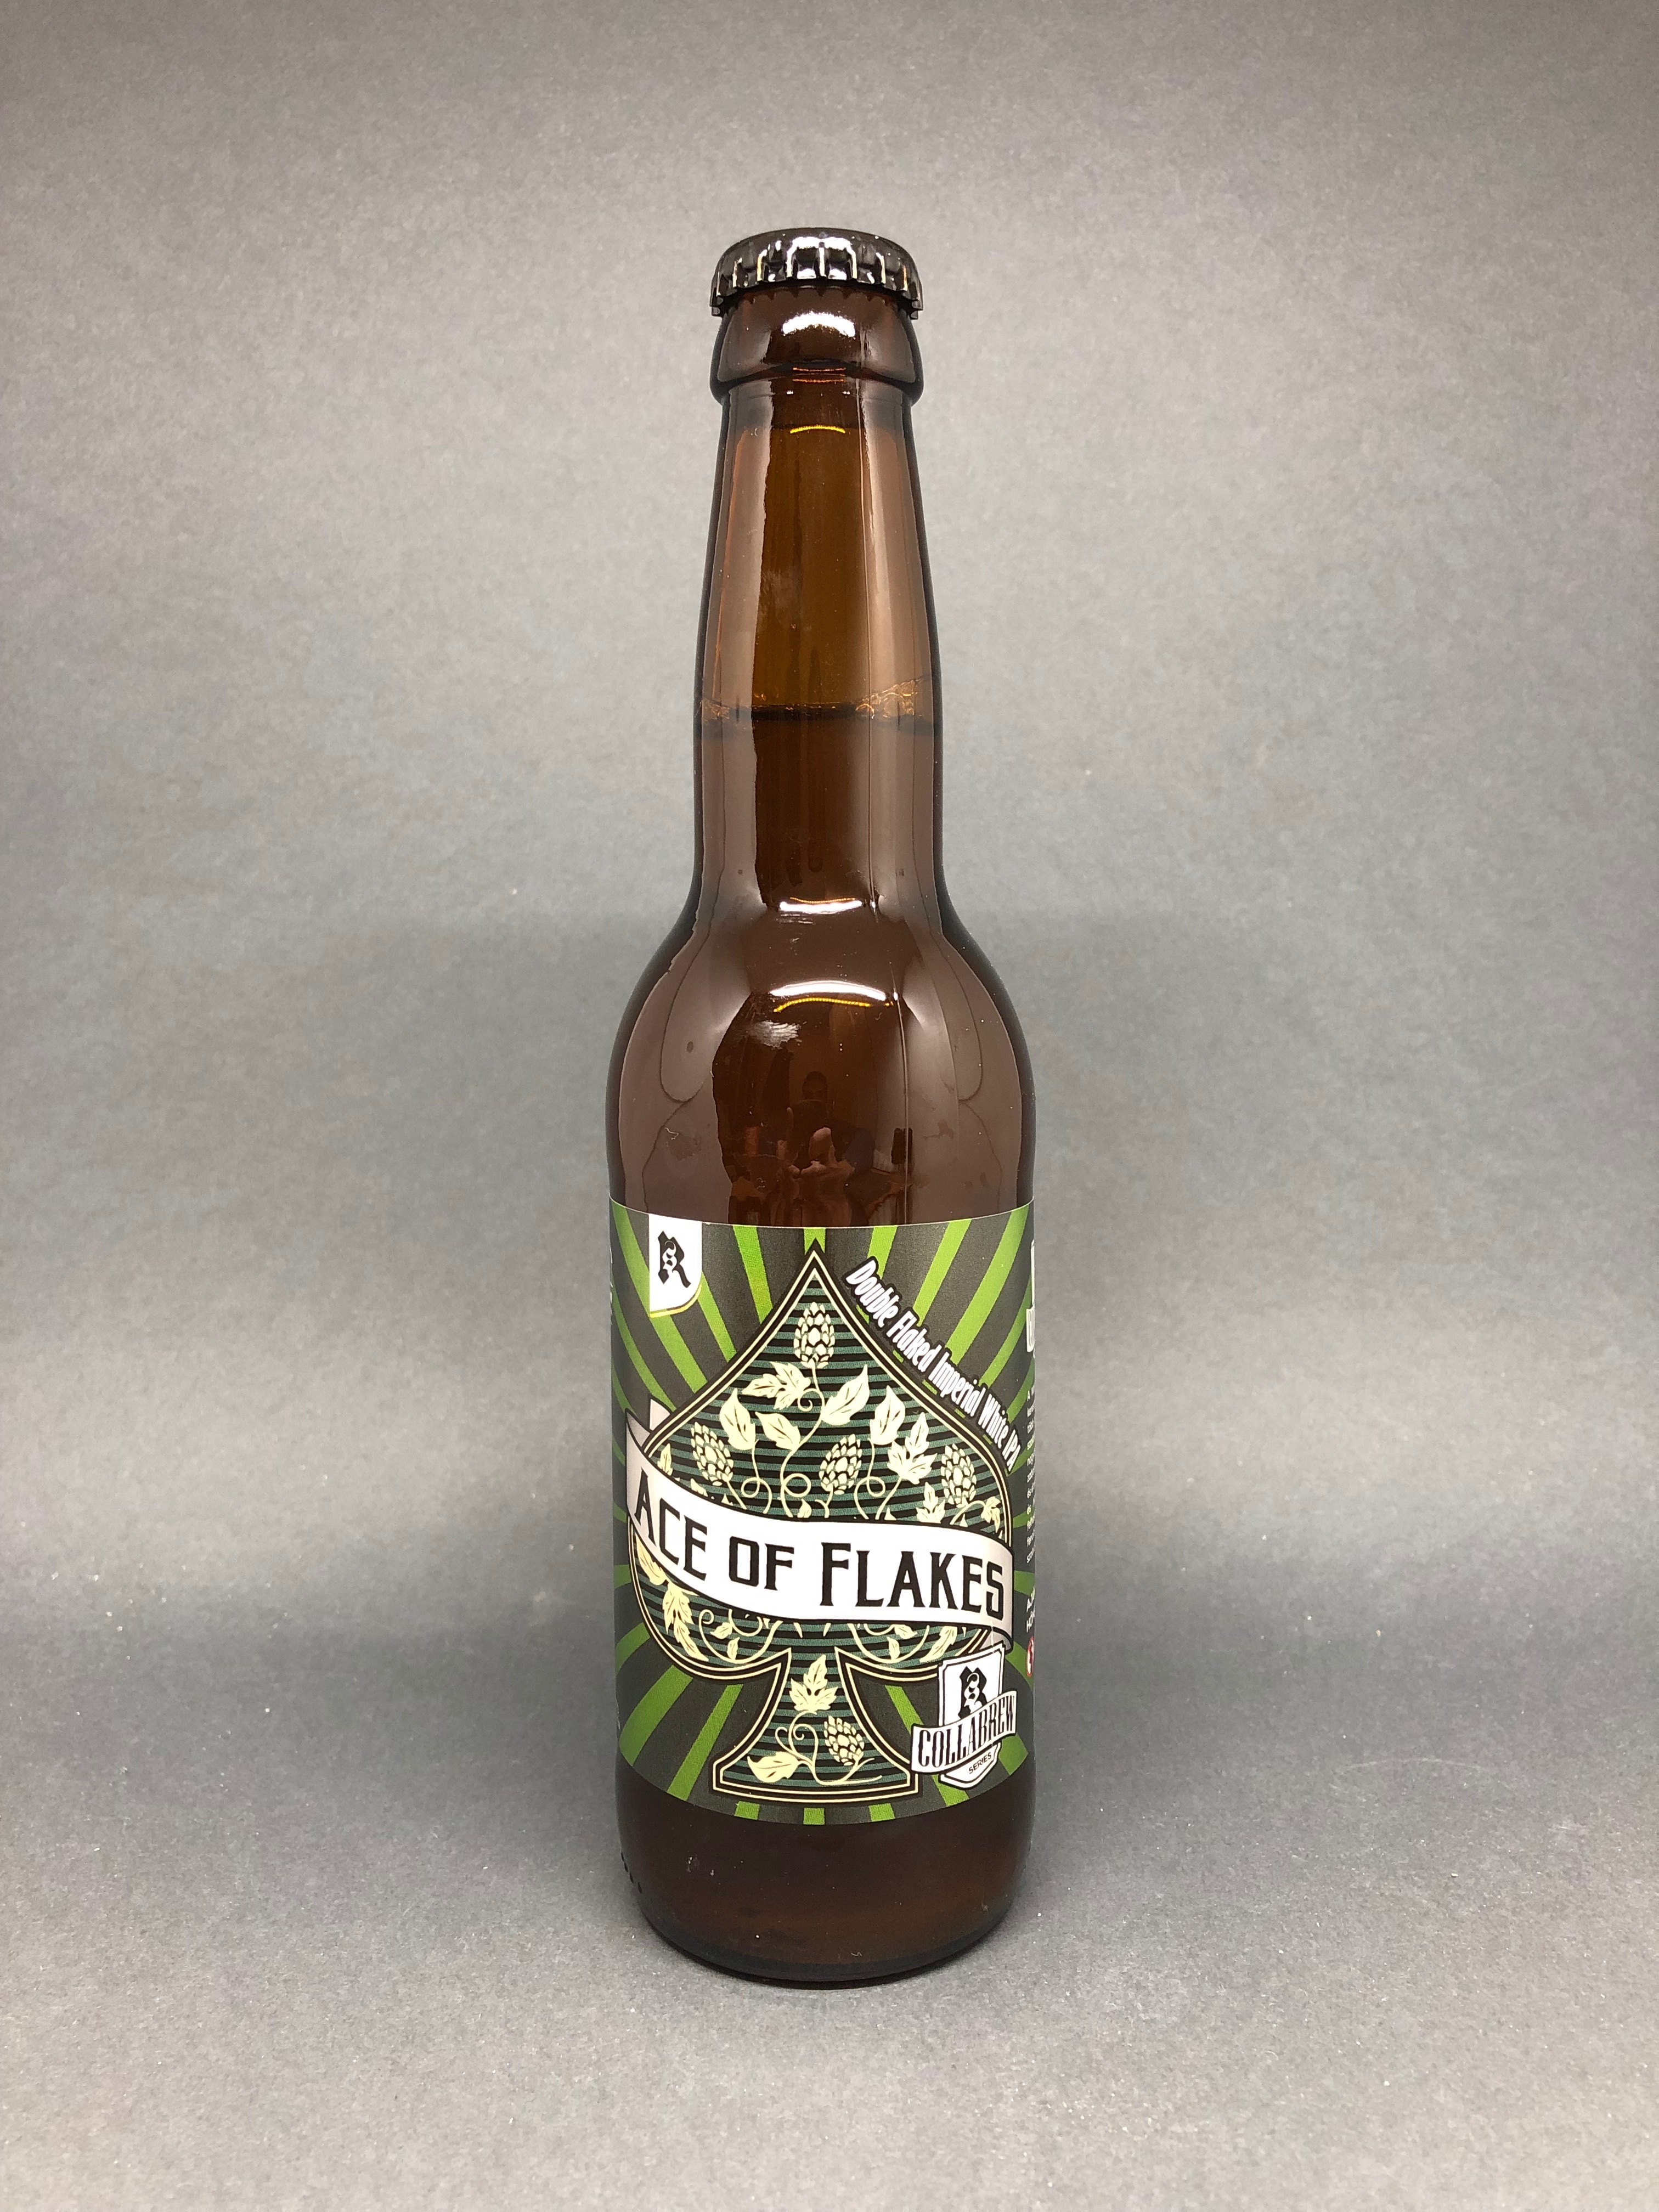 R
Double Flaked Imperial White IPA
ACE OF FLAKES
R
COLLABREW
SERIES